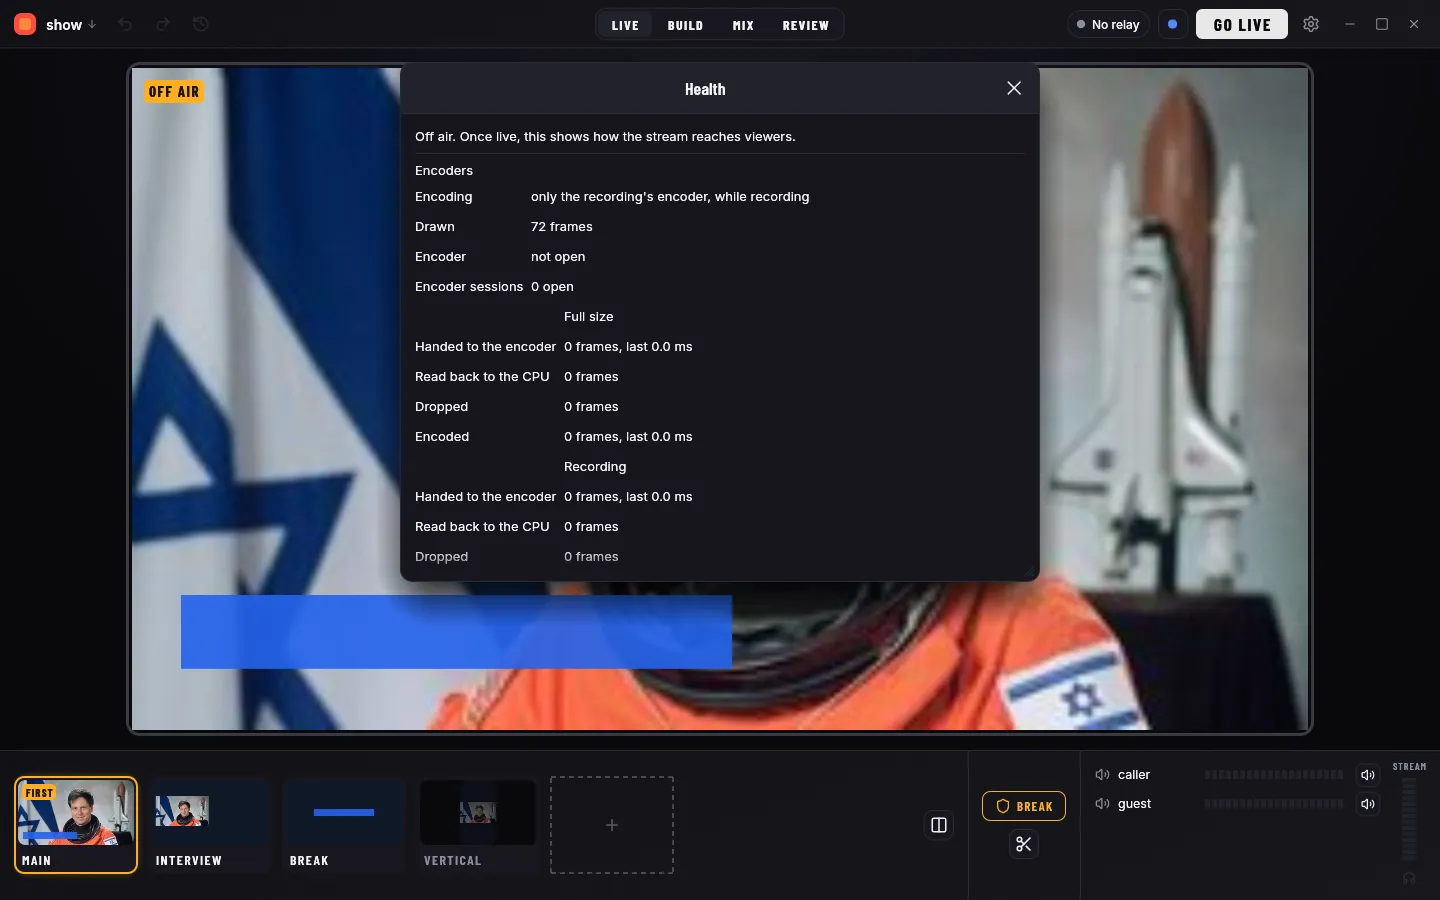 show
LIVE
BUILD
MIX
REVIEW
No relay
GO LIVE
OFF AIR
Health
Off air. Once live, this shows how the stream reaches viewers.
Encoders
Encoding only the recording's encoder, while recording
Drawn 72 frames
Encoder not open
Encoder sessions 0 open
Full size
Handed to the encoder 0 frames, last 0.0 ms
Read back to the CPU 0 frames
Dropped 0 frames
Encoded 0 frames, last 0.0 ms
Recording
Handed to the encoder 0 frames, last 0.0 ms
Read back to the CPU 0 frames
Dropped 0 frames
FIRST
MAIN
INTERVIEW
BREAK
VERTICAL
BREAK
caller
guest
STREAM